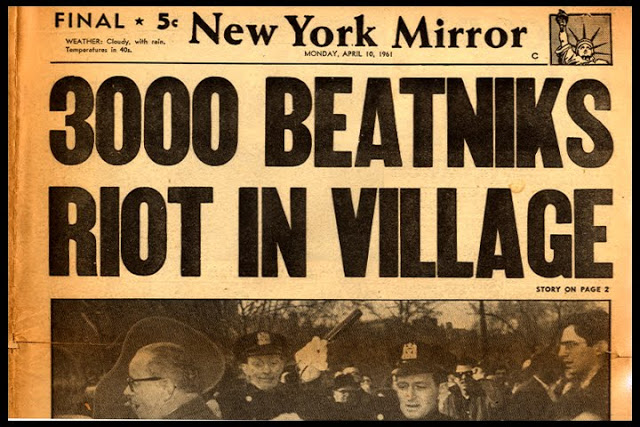 FINAL ★ 5c
WEATHER: Cloudy, with rain.
Temperatures in 40s.
New York Mirror
MONDAY, APRIL 10, 1961
C
3000 BEATNIKS
RIOT IN VILLAGE
STORY ON PAGE 2